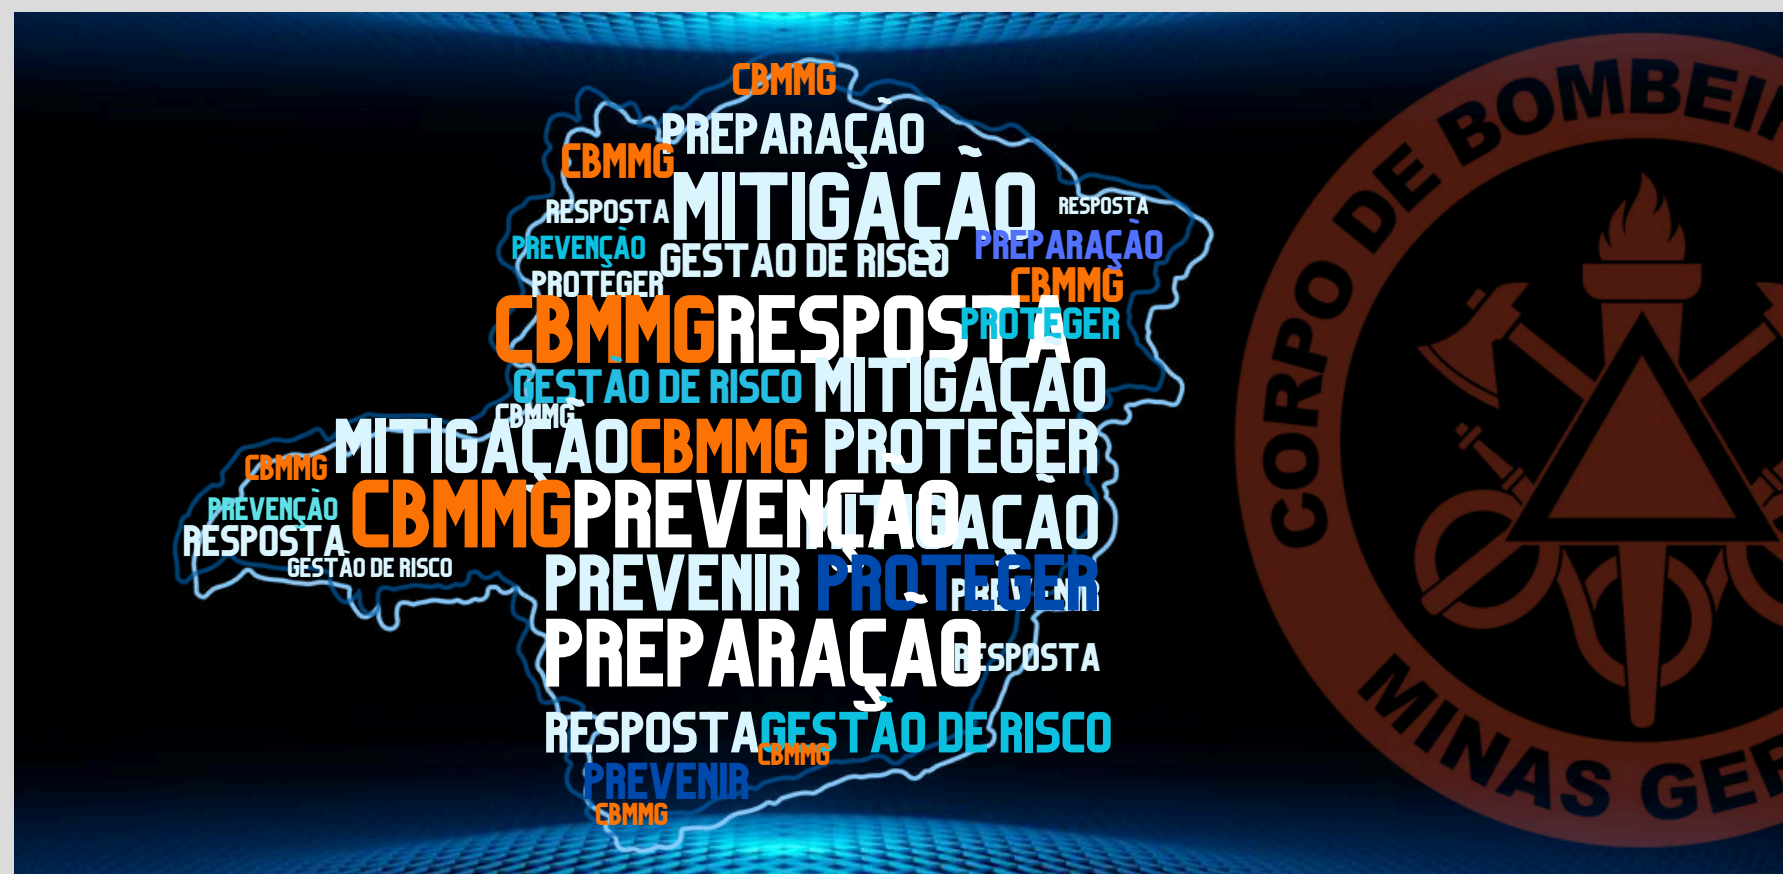 CBMMG
PREPARAÇÃO
CBMMG
MITIGAÇÃO
RESPOSTA
RESPOSTA
PREVENÇÃO
GESTÃO DE RISCO
PREPARAÇÃO
PROTEGER
CBMMG
CBMMG RESPOSTA
PROTEGER
GESTÃO DE RISCO
MITIGAÇÃO
CBMMG
MITIGAÇÃO CBMMG PROTEGER
CBMMG
PREVENÇÃO
CBMMG PREVENÇÃO
MITIGAÇÃO
RESPOSTA
GESTÃO DE RISCO
PREVENIR PROTEGER
PREVENIR
PREPARAÇÃO
RESPOSTA
RESPOSTA GESTÃO DE RISCO
CBMMG
PREVENIR
CBMMG
CORPO DE BOMBEI
MINAS GE